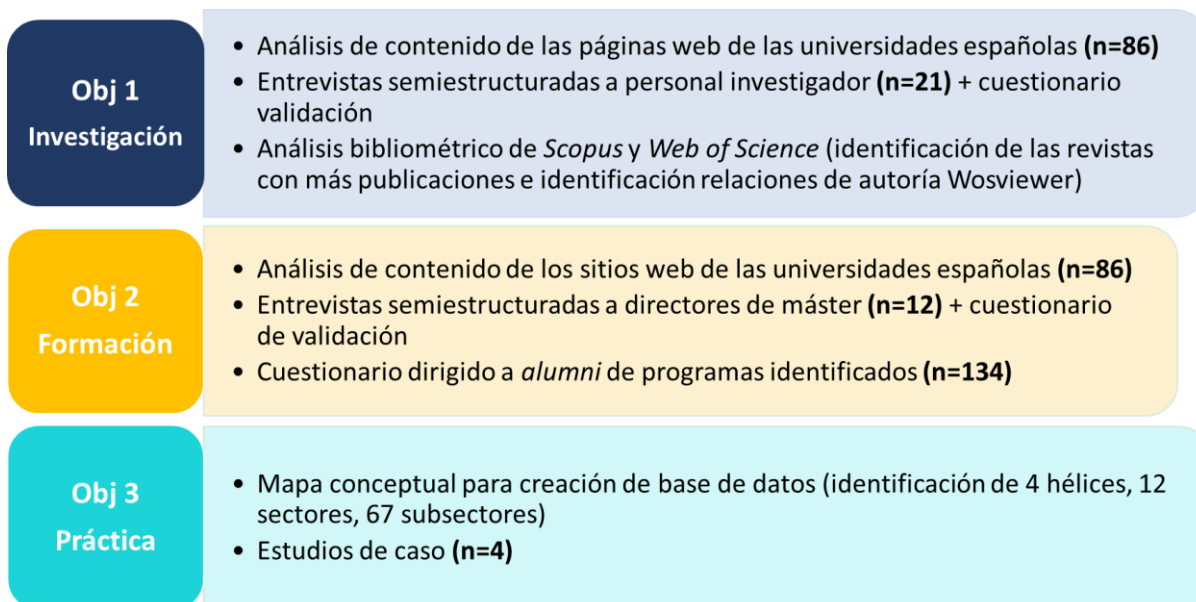 Obj 1
Investigación
• Análisis de contenido de las páginas web de las universidades españolas (n=86)
• Entrevistas semiestructuradas a personal investigador (n=21) + cuestionario
validación
• Análisis bibliométrico de Scopus y Web of Science (identificación de las revistas
con más publicaciones e identificación relaciones de autoría Wosviewer)
Obj 2
Formación
• Análisis de contenido de los sitios web de las universidades españolas (n=86)
• Entrevistas semiestructuradas a directores de máster (n=12) + cuestionario
de validación
• Cuestionario dirigido a alumni de programas identificados (n=134)
Obj 3
Práctica
• Mapa conceptual para creación de base de datos (identificación de 4 hélices, 12
sectores, 67 subsectores)
• Estudios de caso (n=4)